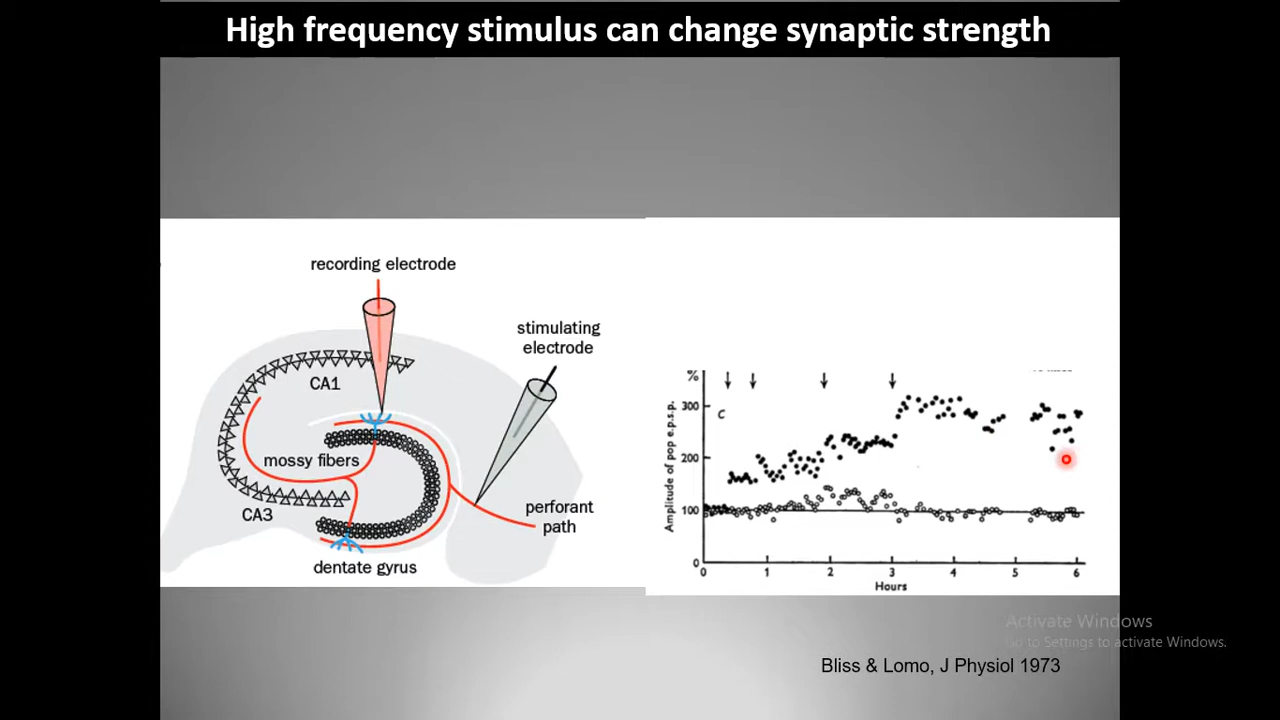 High frequency stimulus can change synaptic strength
recording electrode
stimulating
electrode
CA1
mossy fibers
CA3
perforant
path
dentate gyrus
%
300
200
100
0
C
Amplitude of pop e.p.s.p.
0 1 2 3 4 5 6
Hours
Activate Windows
Go to Settings to activate Windows.
Bliss & Lomo, J Physiol 1973